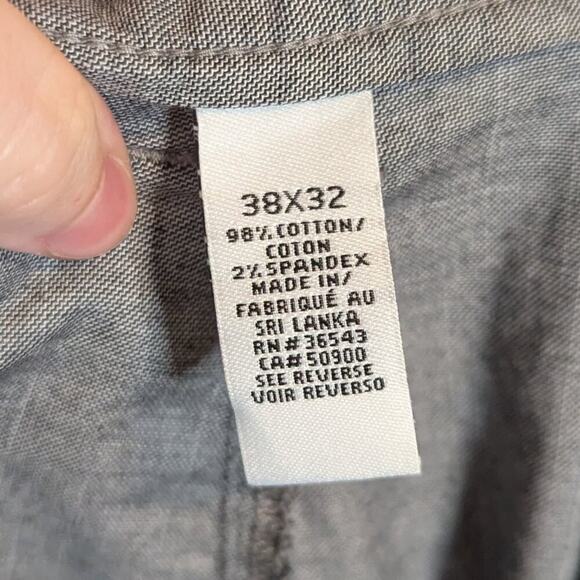 38X32
98% COTTON/
COTON
2% SPANDEX
MADE IN/
FABRIQUÉ AU
SRI LANKA
RN# 36543
CA# 50900
SEE REVERSE
VOIR REVERSO